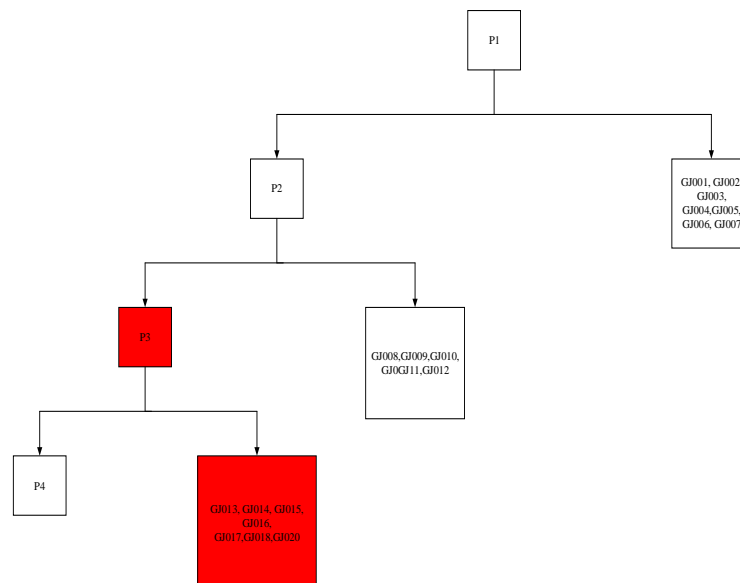 P1
P2
GJ001, GJ002
GJ003,
GJ004,GJ005,
GJ006, GJ007
P3
GJ008,GJ009,GJ010,
GJ0GJ11,GJ012
P4
GJ013, GJ014, GJ015,
GJ016,
GJ017,GJ018,GJ020